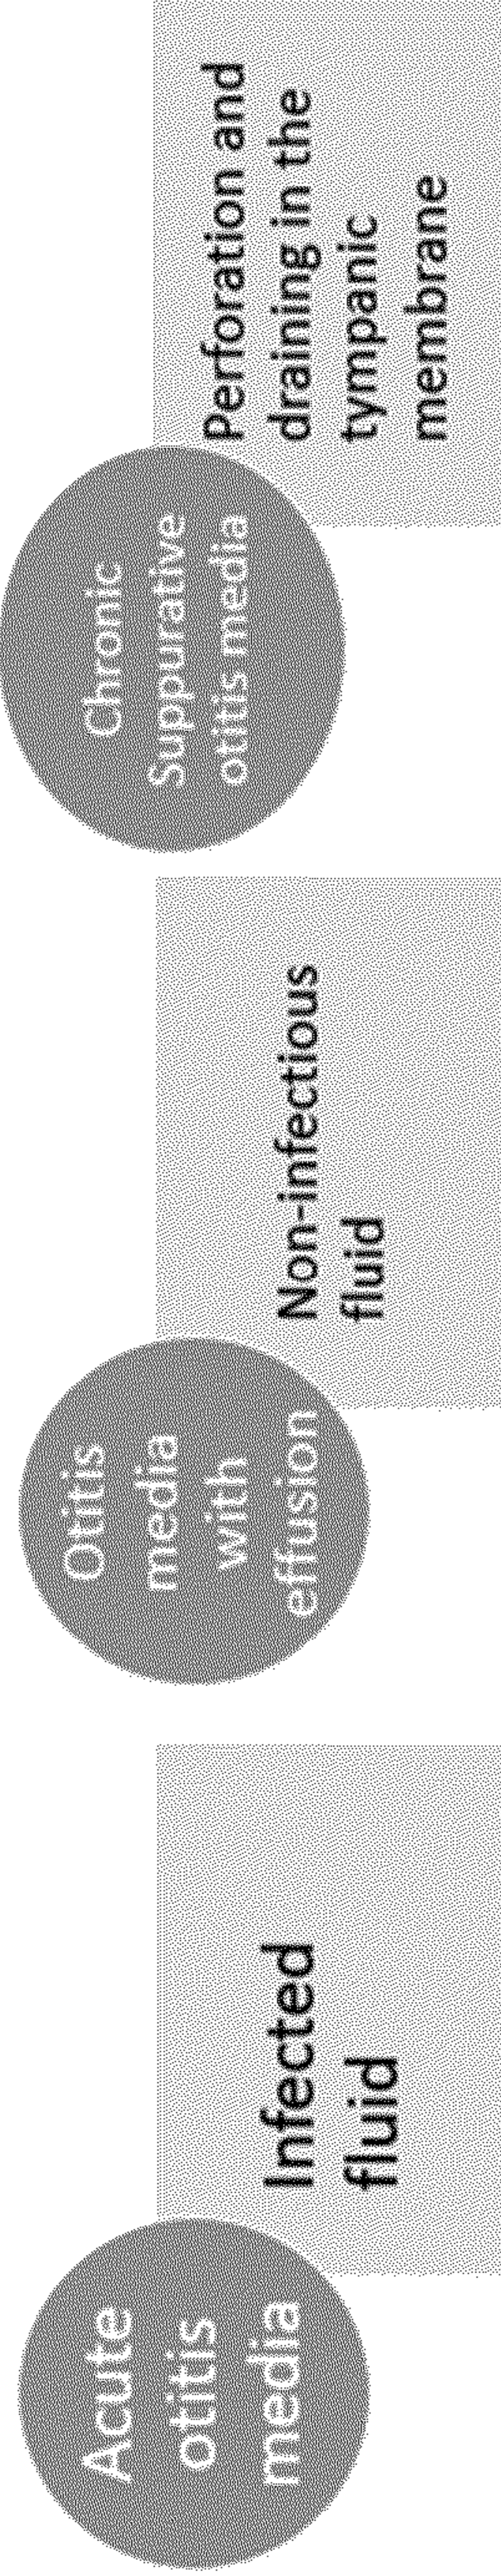 Acute
otitis
media
Infected
fluid
Otitis
media
with
effusion
Non-infectious
fluid
Chronic
Suppurative
otitis media
Perforation and
draining in the
tympanic
membrane